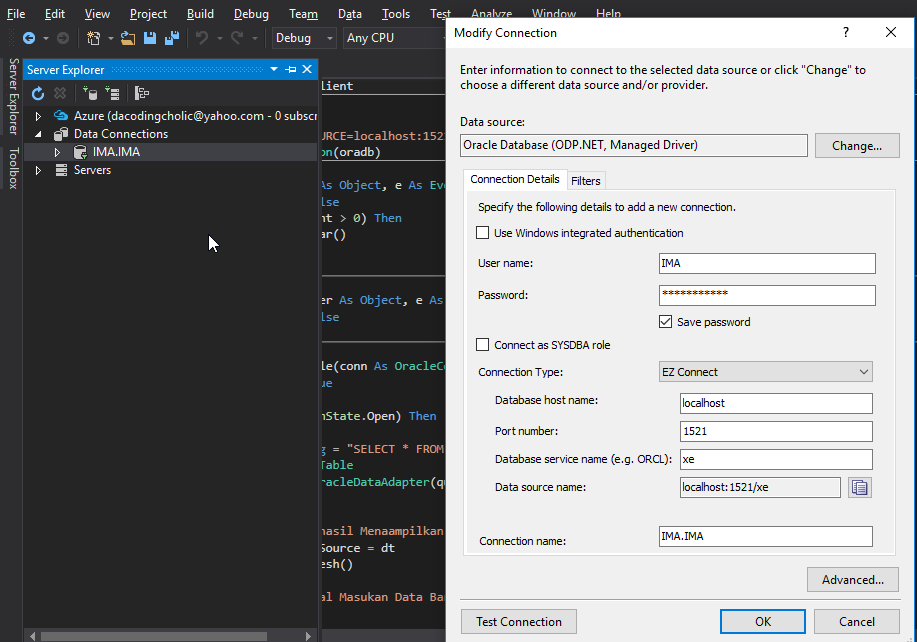 File Edit View Project Build Debug Team Data Tools Test Analyze Window Help
Debug Any CPU
Server Explorer
Toolbox
Server Explorer
Azure (dacodingcholic@yahoo.com - 0 subscr
Data Connections
IMA.IMA
Servers
lient
URCE=localhost:152
on(oradb)
As Object, e As Eve
lse
nt > 0) Then
ar()
er As Object, e As
lse
le(conn As OracleCo
ue
nState.Open) Then
g = "SELECT * FROM
Table
racleDataAdapter(qu
hasil Menaampilkan
Source = dt
esh()
al Masukan Data Ba
Modify Connection
Enter information to connect to the selected data source or click "Change" to
choose a different data source and/or provider.
Data source:
Oracle Database (ODP.NET, Managed Driver)
Change...
Connection Details Filters
Specify the following details to add a new connection.
Use Windows integrated authentication
User name: IMA
Password: ***********
Save password
Connect as SYSDBA role
Connection Type: EZ Connect
Database host name: localhost
Port number: 1521
Database service name (e.g. ORCL): xe
Data source name: localhost:1521/xe
Connection name: IMA.IMA
Advanced...
Test Connection OK Cancel